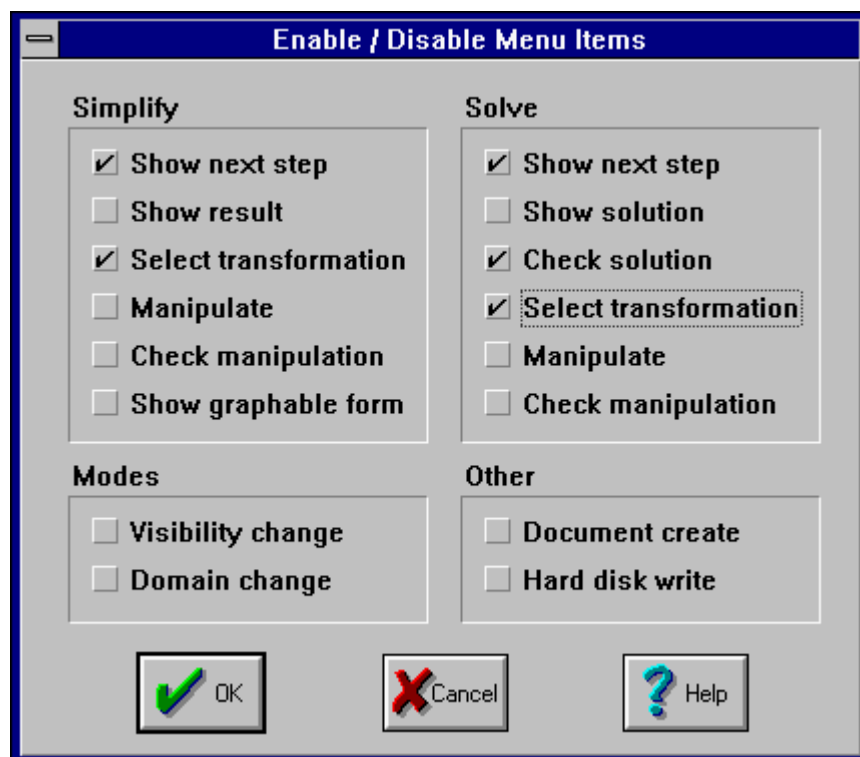 Enable / Disable Menu Items
Simplify
Show next step
Show result
Select transformation
Manipulate
Check manipulation
Show graphable form
Solve
Show next step
Show solution
Check solution
Select transformation
Manipulate
Check manipulation
Modes
Visibility change
Domain change
Other
Document create
Hard disk write
OK
Cancel
Help